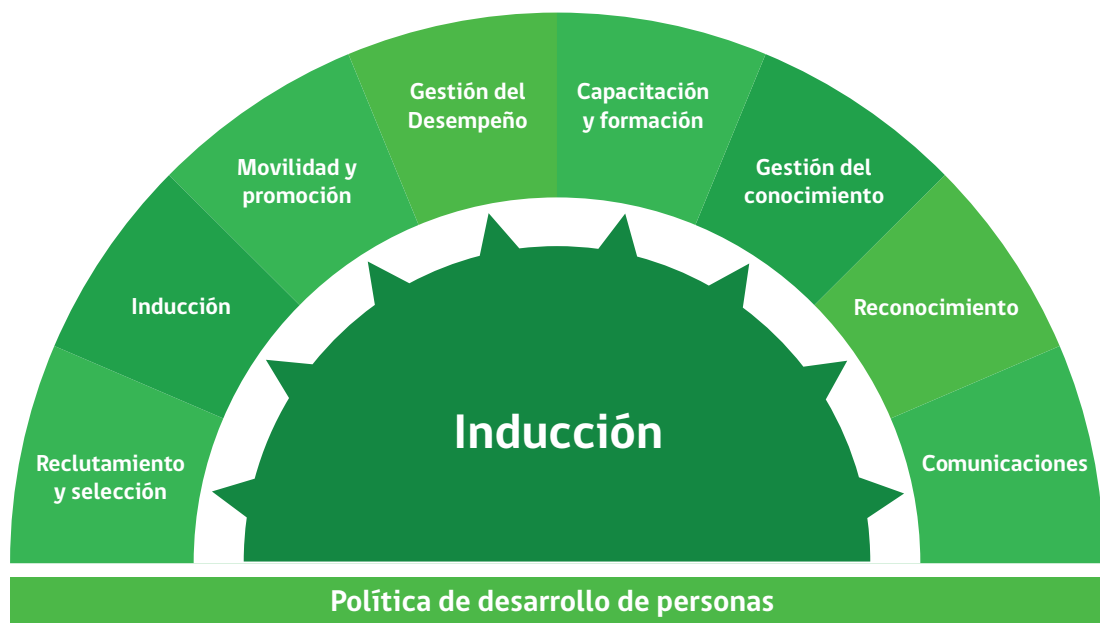 Reclutamiento
y selección
Inducción
Movilidad y
promoción
Gestión del
Desempeño
Capacitación
y formación
Gestión del
conocimiento
Reconocimiento
Comunicaciones
Inducción
Política de desarrollo de personas